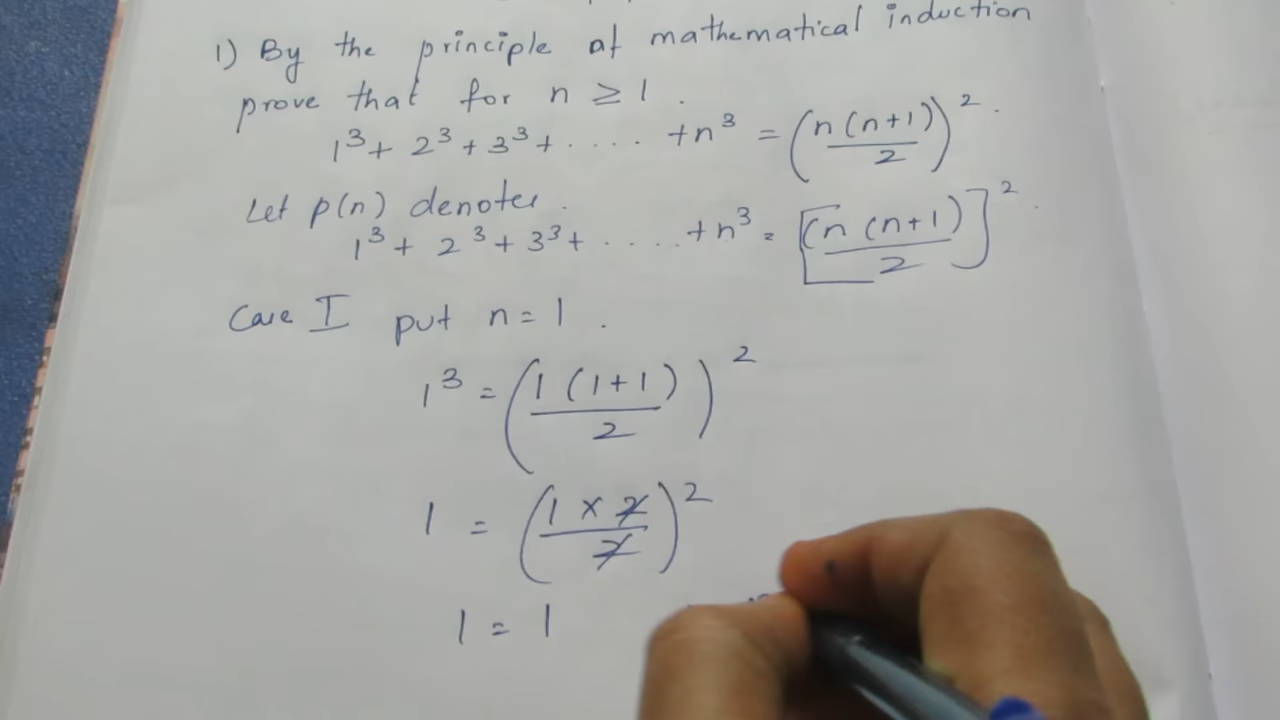 1) By the principle of mathematical induction
prove that for n ≥ 1.
1³ + 2³ + 3³ + ..... + n³ = (n(n+1)/2)².
Let p(n) denotes.
1³ + 2³ + 3³ + ..... + n³ = [(n(n+1)/2]².
Case I put n = 1.
1³ = (1(1+1)/2)²
1 = (1 × 2/2)²
1 = 1